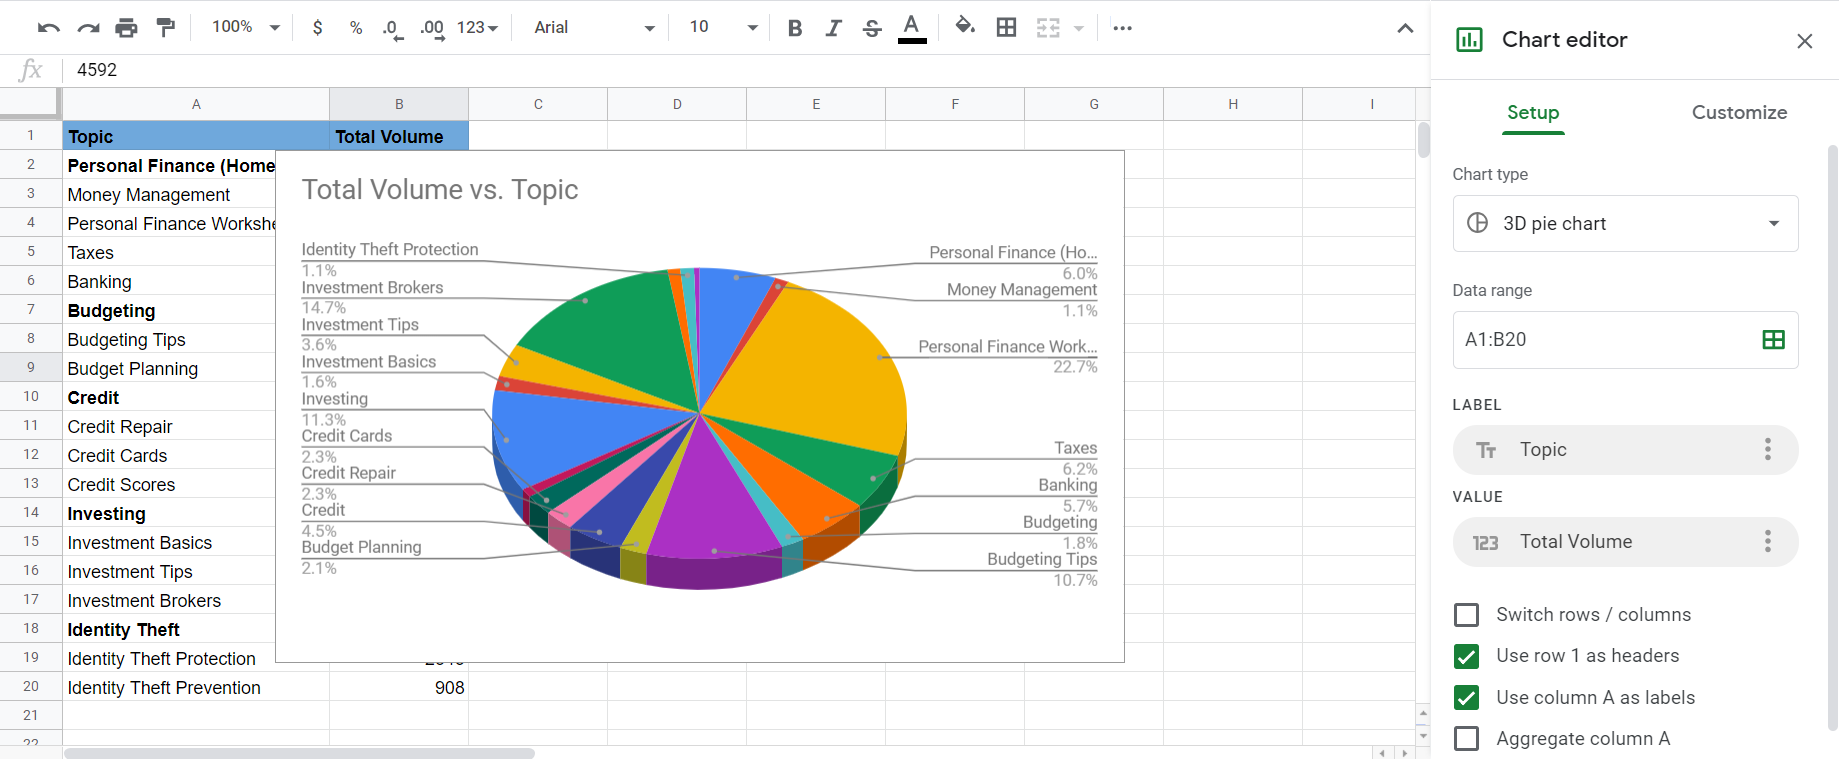 100%
$
%
.0
.00
123
Arial
10
B
I
S
A
Chart editor
fx
4592
Setup
Customize
A
B
C
D
E
F
G
H
I
1
Topic
Total Volume
2
Personal Finance (Home
3
Money Management
4
Personal Finance Workshe
5
Taxes
6
Banking
7
Budgeting
8
Budgeting Tips
9
Budget Planning
10
Credit
11
Credit Repair
12
Credit Cards
13
Credit Scores
14
Investing
15
Investment Basics
16
Investment Tips
17
Investment Brokers
18
Identity Theft
19
Identity Theft Protection
20
Identity Theft Prevention
908
21
22
Total Volume vs. Topic
Identity Theft Protection
1.1%
Investment Brokers
14.7%
Investment Tips
3.6%
Investment Basics
1.6%
Investing
11.3%
Credit Cards
2.3%
Credit Repair
2.3%
Credit
4.5%
Budget Planning
2.1%
Personal Finance (Ho...
6.0%
Money Management
1.1%
Personal Finance Work...
22.7%
Taxes
6.2%
Banking
5.7%
Budgeting
1.8%
Budgeting Tips
10.7%
Chart type
3D pie chart
Data range
A1:B20
LABEL
Tт Topic
VALUE
123 Total Volume
Switch rows / columns
Use row 1 as headers
Use column A as labels
Aggregate column A